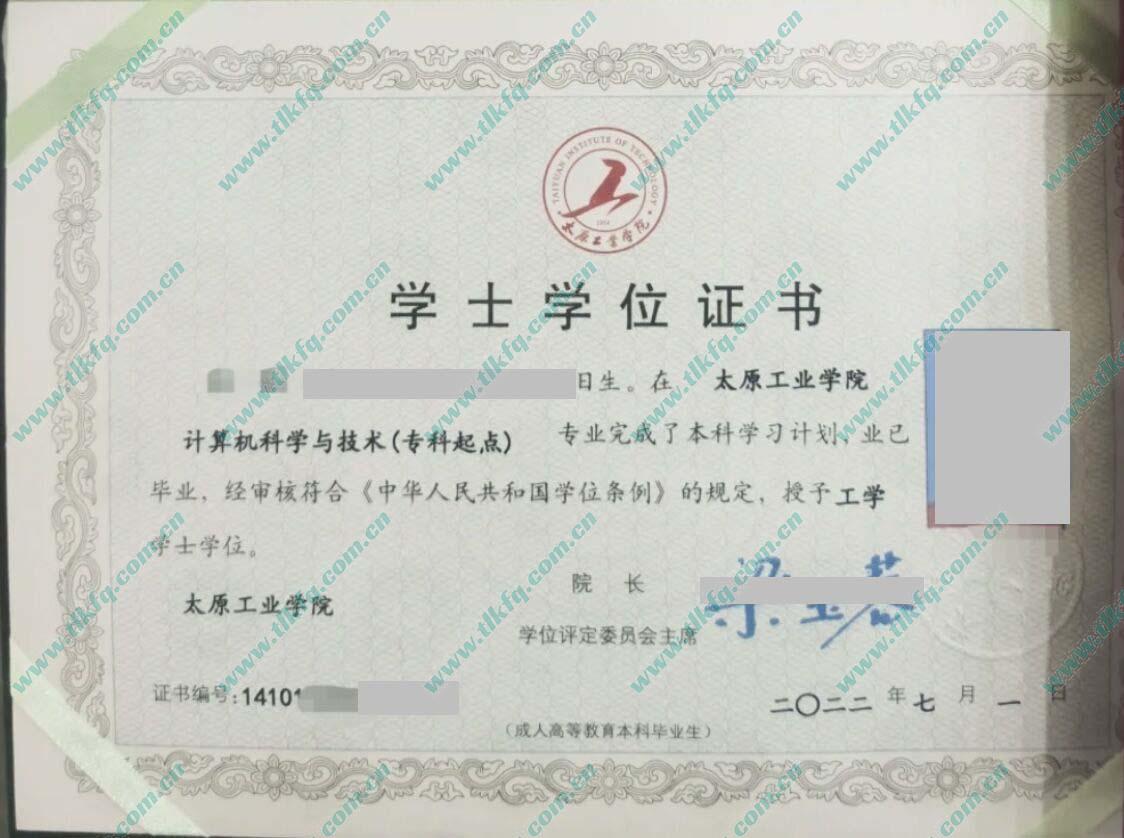 TAIYUAN INSTITUTE OF TECHNOLOGY
1954
太原工业学院
学士学位证书
日生。在 太原工业学院
计算机科学与技术(专科起点) 专业完成了本科学习计划，业已
毕业，经审核符合《中华人民共和国学位条例》的规定，授予工学
学士学位。
院 长
太原工业学院
学位评定委员会主席
证书编号:14101
二〇二二年七月一日
(成人高等教育本科毕业生)
www.tlkfq.com.cn